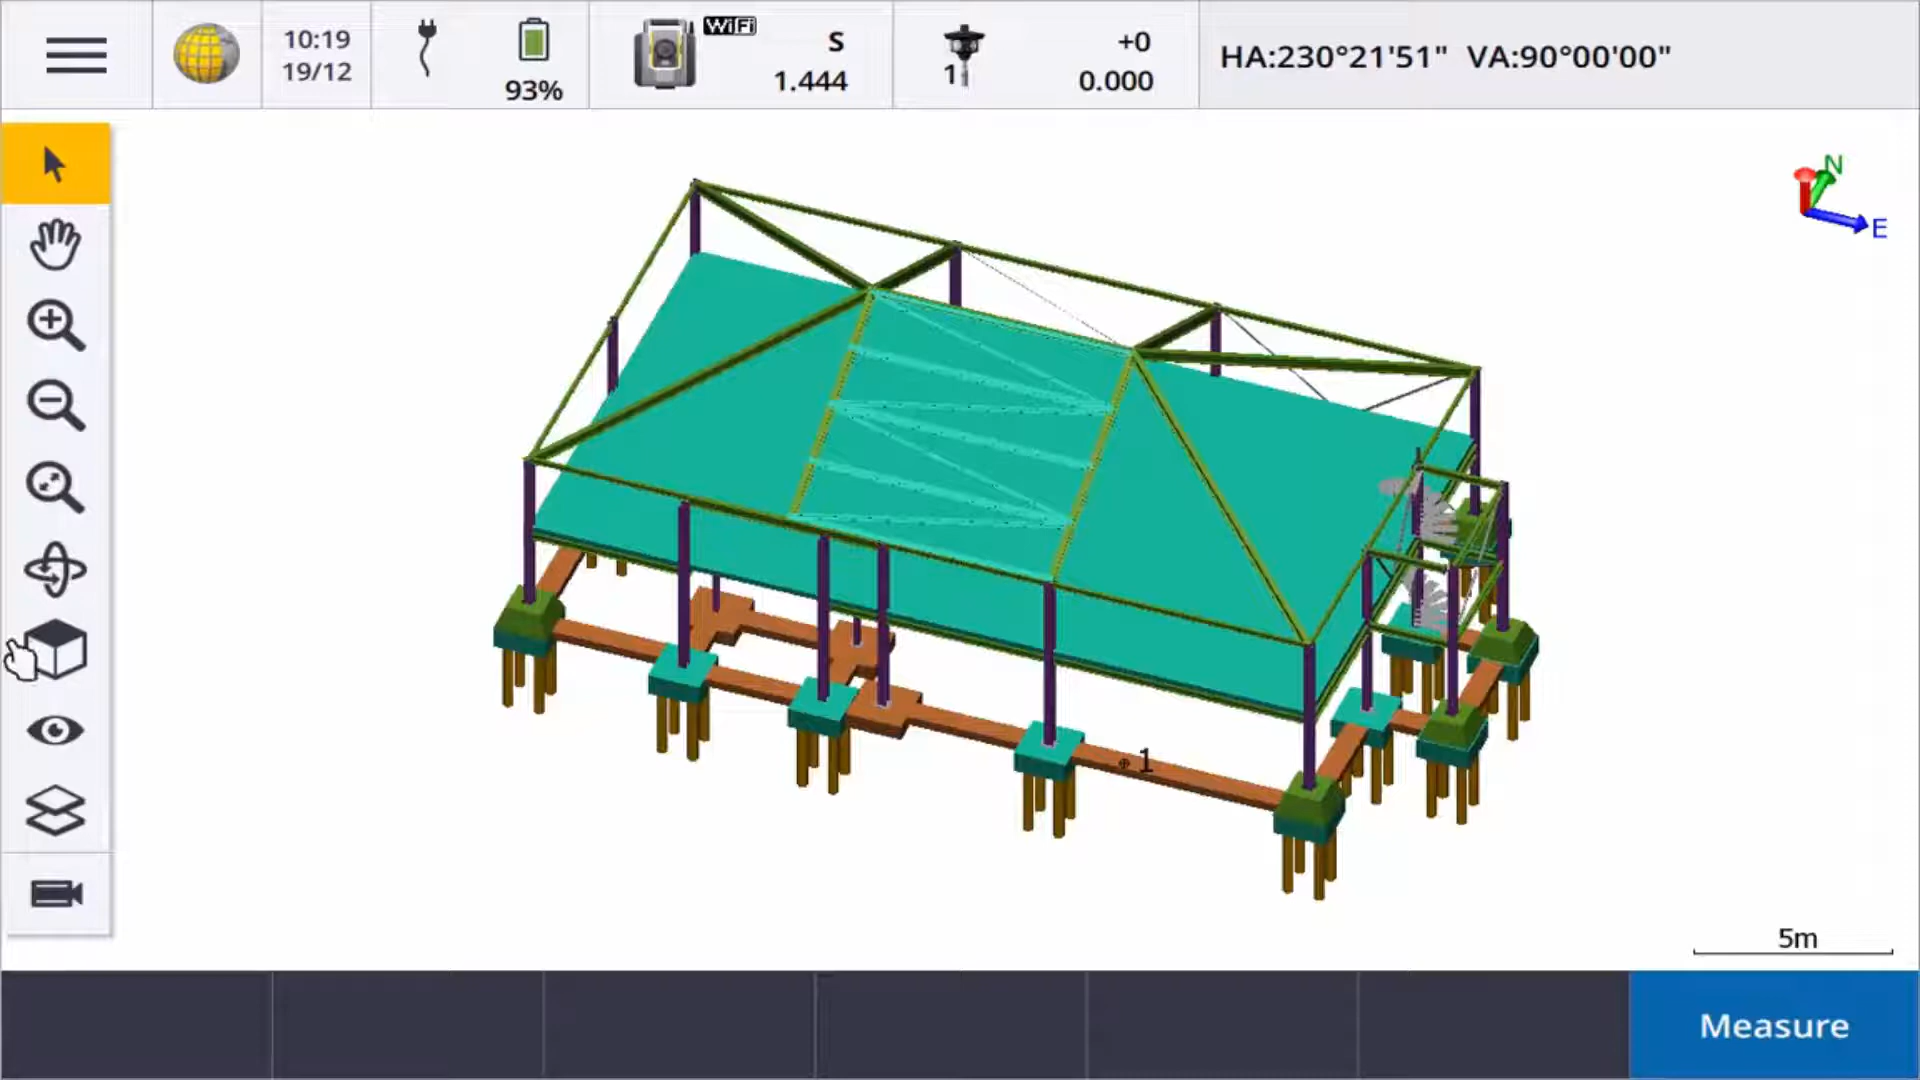 10:19
19/12
93%
WiFi
S
1.444
1
+0
0.000
HA:230°21'51" VA:90°00'00"
N
E
1
5m
Measure